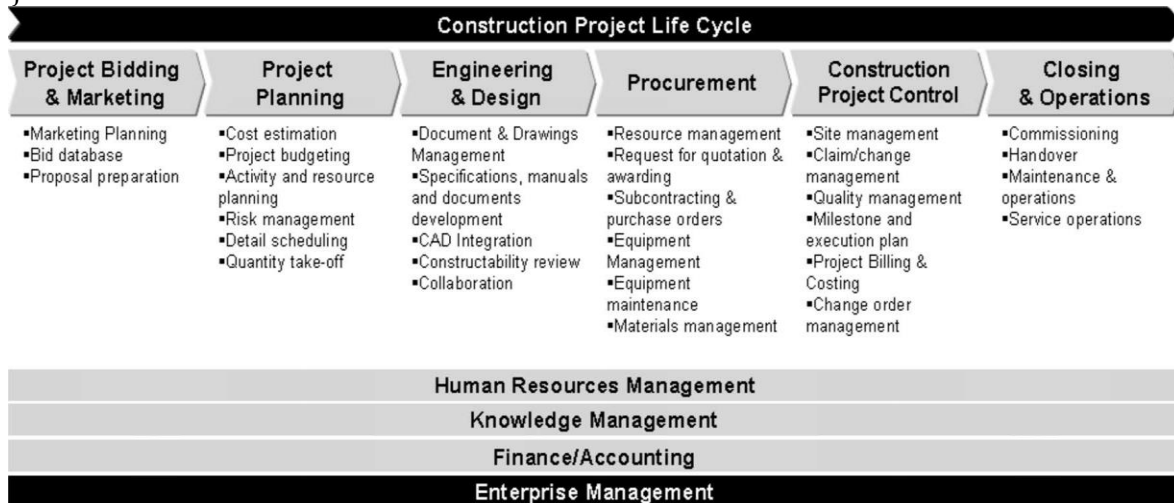 Construction Project Life Cycle
Project Bidding
& Marketing
▪Marketing Planning
▪Bid database
▪Proposal preparation
Project
Planning
▪Cost estimation
▪Project budgeting
▪Activity and resource
planning
▪Risk management
▪Detail scheduling
▪Quantity take-off
Engineering
& Design
▪Document & Drawings
Management
▪Specifications, manuals
and documents
development
▪CAD Integration
▪Constructability review
▪Collaboration
Procurement
▪Resource management
▪Request for quotation &
awarding
▪Subcontracting &
purchase orders
▪Equipment
Management
▪Equipment
maintenance
▪Materials management
Construction
Project Control
▪Site management
▪Claim/change
management
▪Quality management
▪Milestone and
execution plan
▪Project Billing &
Costing
▪Change order
management
Closing
& Operations
▪Commissioning
▪Handover
▪Maintenance &
operations
▪Service operations
Human Resources Management
Knowledge Management
Finance/Accounting
Enterprise Management